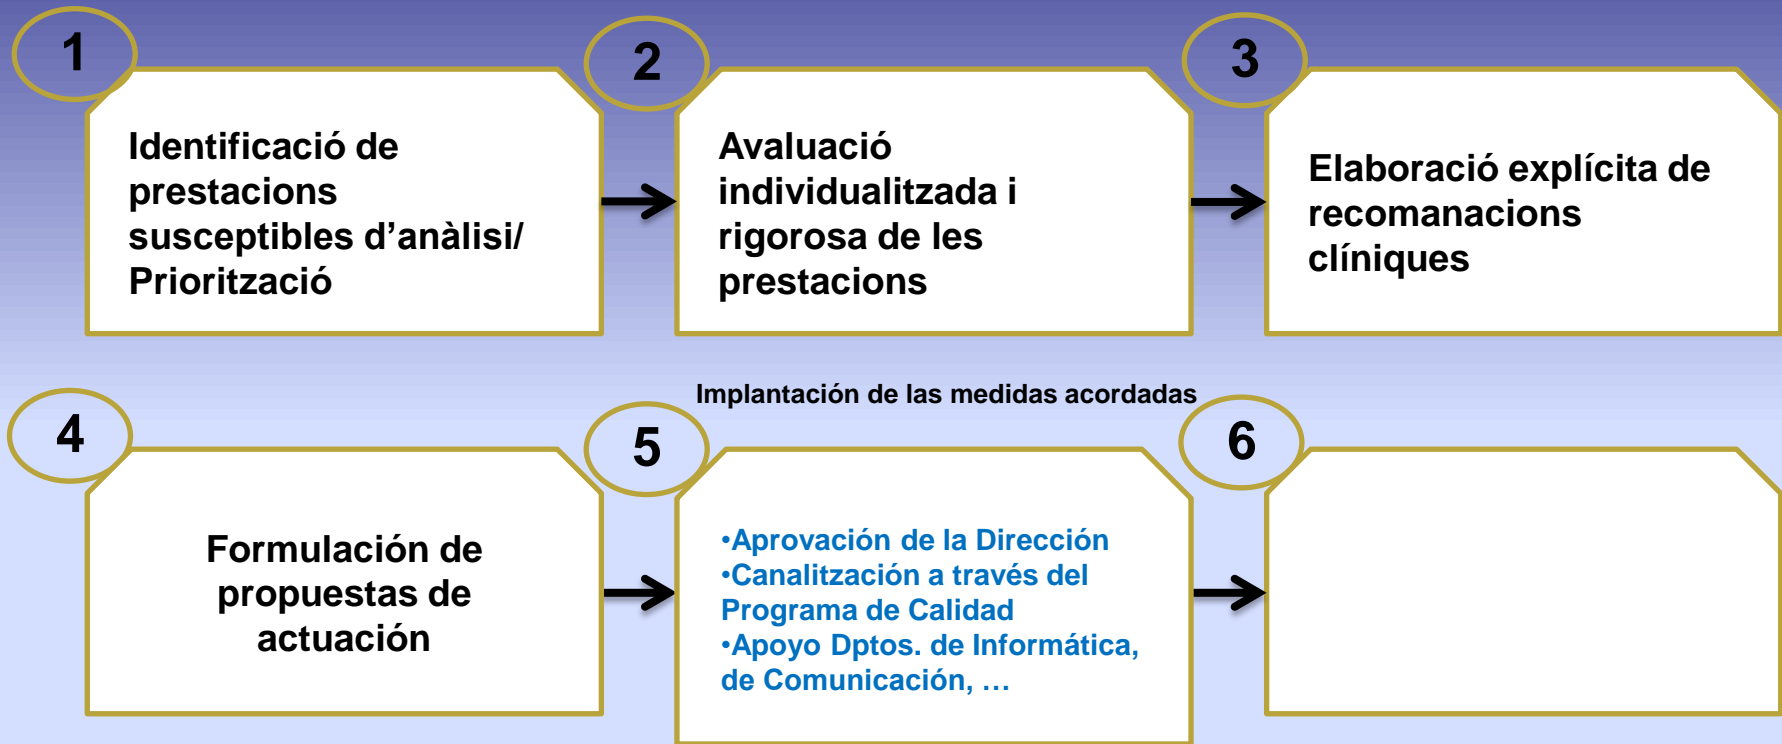 1
Identificació de
prestacions
susceptibles d’anàlisi/
Priorització
2
Avaluació
individualitzada i
rigorosa de les
prestacions
3
Elaboració explícita de
recomanacions
clíniques
4
Formulación de
propuestas de
actuación
Implantación de las medidas acordadas
5
•Aprovación de la Dirección
•Canalitzación a través del
Programa de Calidad
•Apoyo Dptos. de Informática,
de Comunicación, …
6